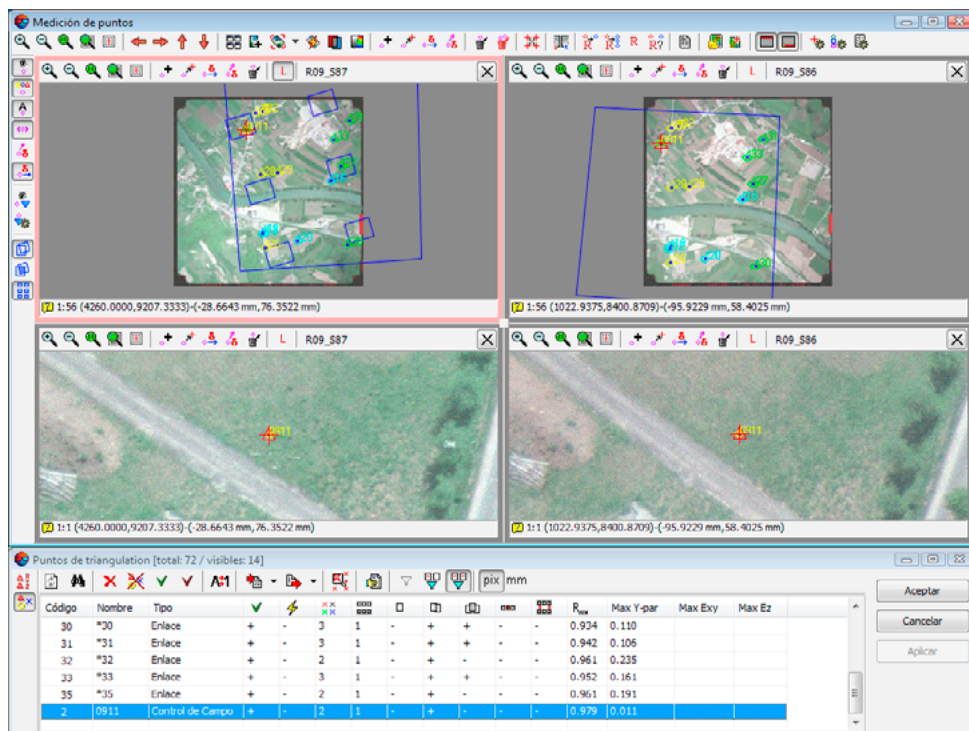 Medición de puntos
L R09_S87
L R09_S86
1:56 (4260.0000,9207.3333)-(-28.6643 mm,76.3522 mm)
1:56 (1022.9375,8400.8709)-(-95.9229 mm,58.4025 mm)
L R09_S87
L R09_S86
1:1 (4260.0000,9207.3333)-(-28.6643 mm,76.3522 mm)
1:1 (1022.9375,8400.8709)-(-95.9229 mm,58.4025 mm)
Puntos de triangulation [total: 72 / visibles: 14]
pix mm
Aceptar
Cancelar
Aplicar
Código Nombre Tipo Max Y-par Max Exy Max Ez
30 *30 Enlace + - 3 1 - + + - - 0.934 0.110
31 *31 Enlace + - 3 1 - + + - - 0.942 0.106
32 *32 Enlace + - 2 1 - + - - - 0.961 0.235
33 *33 Enlace + - 3 1 - + + - - 0.952 0.161
35 *35 Enlace + - 2 1 - + - - - 0.961 0.191
2 0911 Control de Campo + - 2 1 - + - - - 0.979 0.011